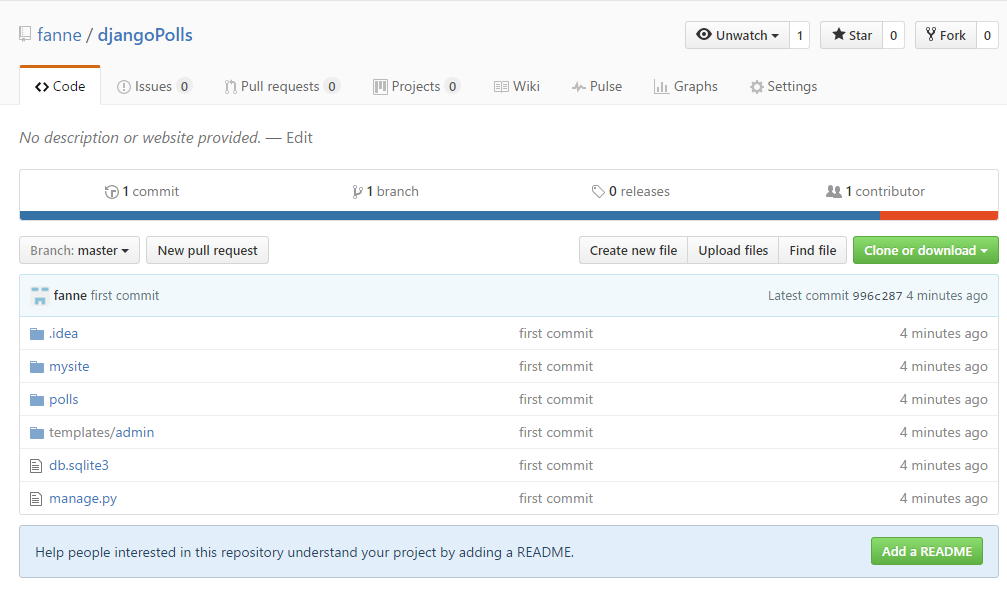 fanne / djangoPolls Unwatch 1 Star 0 Fork 0
Code Issues 0 Pull requests 0 Projects 0 Wiki Pulse Graphs Settings
No description or website provided. — Edit
1 commit 1 branch 0 releases 1 contributor
Branch: master New pull request Create new file Upload files Find file Clone or download
fanne first commit Latest commit 996c287 4 minutes ago
.idea first commit 4 minutes ago
mysite first commit 4 minutes ago
polls first commit 4 minutes ago
templates/admin first commit 4 minutes ago
db.sqlite3 first commit 4 minutes ago
manage.py first commit 4 minutes ago
Help people interested in this repository understand your project by adding a README. Add a README